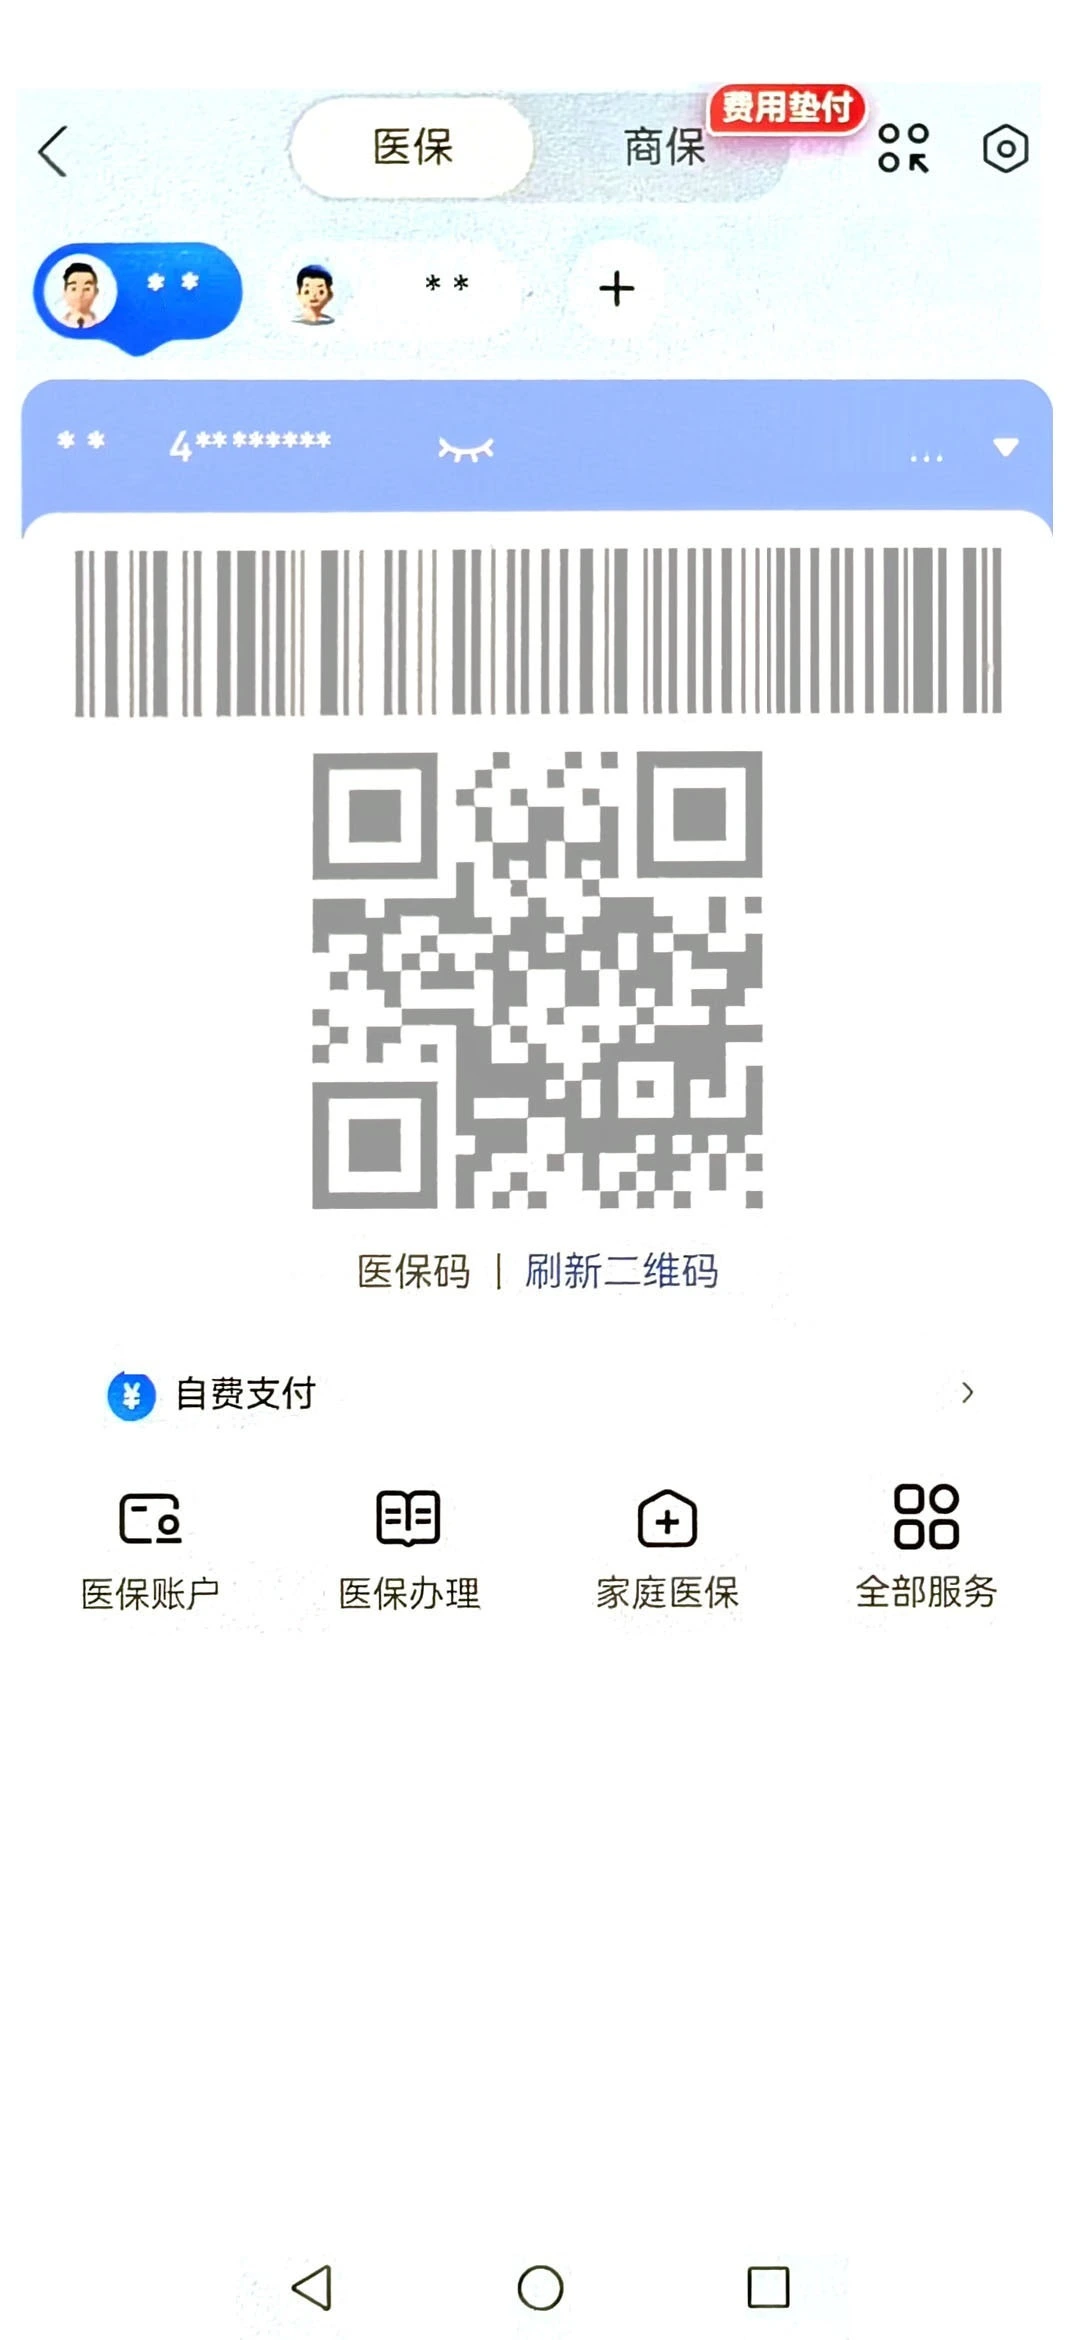 医保
商保
费用垫付
** 
**
** 4********
...
医保码 | 刷新二维码
¥ 自费支付
医保账户
医保办理
家庭医保
全部服务